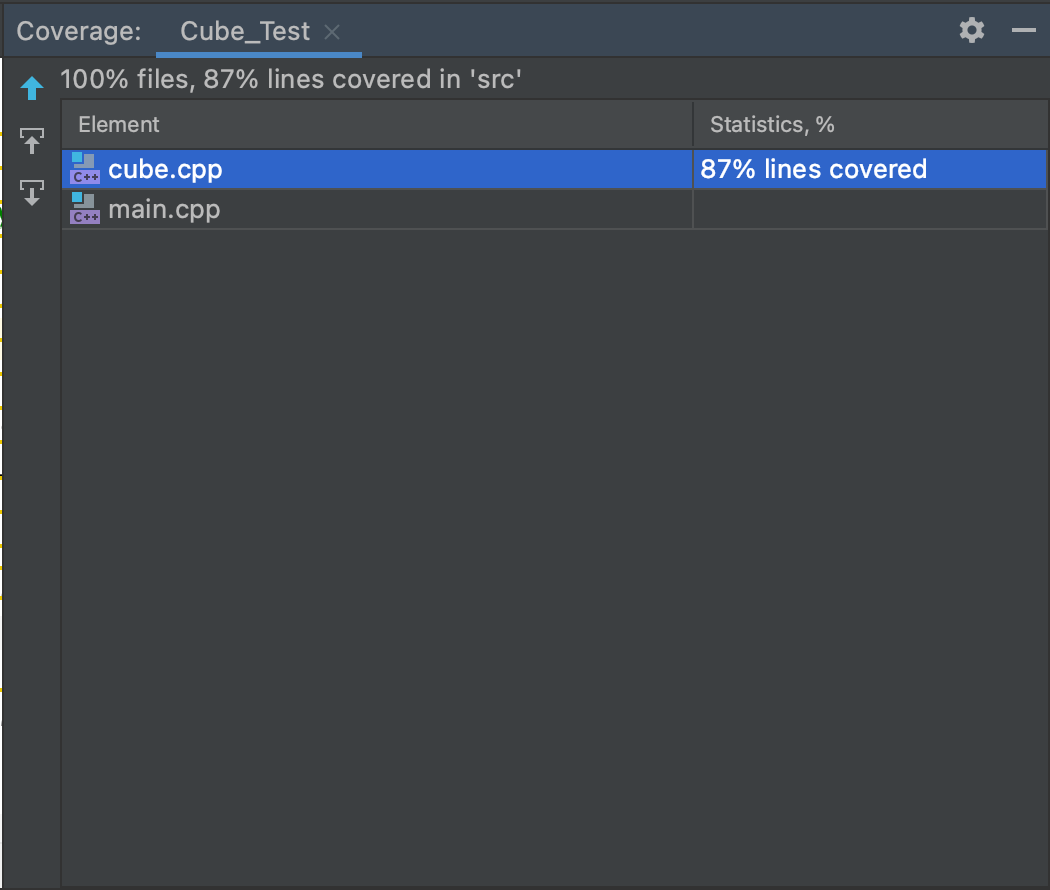 Coverage: Cube_Test
100% files, 87% lines covered in 'src'
Element Statistics, %
C++ cube.cpp 87% lines covered
C++ main.cpp